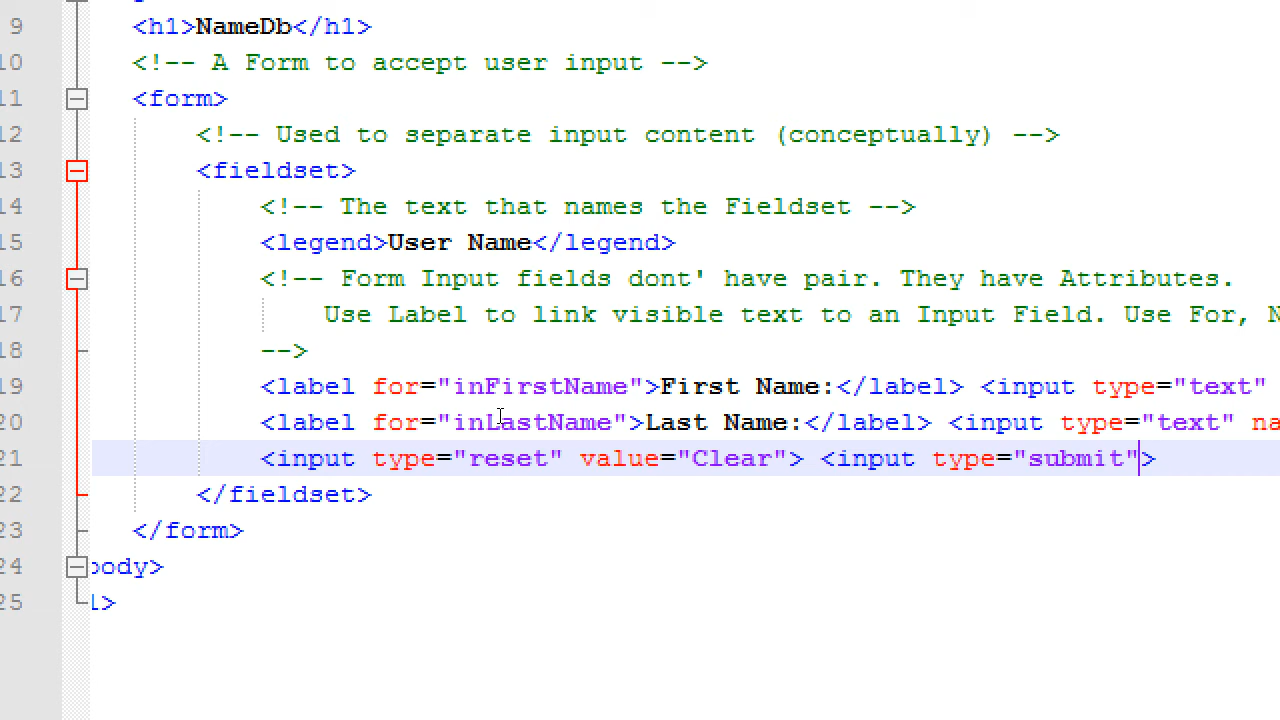 9 <h1>NameDb</h1>
10 <!-- A Form to accept user input -->
11 <form>
12 <!-- Used to separate input content (conceptually) -->
13 <fieldset>
14 <!-- The text that names the Fieldset -->
15 <legend>User Name</legend>
16 <!-- Form Input fields dont' have pair. They have Attributes.
17 Use Label to link visible text to an Input Field. Use For, N
18 -->
19 <label for="inFirstName">First Name:</label> <input type="text"
20 <label for="inLastName">Last Name:</label> <input type="text" na
21 <input type="reset" value="Clear"> <input type="submit">
22 </fieldset>
23 </form>
24 body>
25 l>